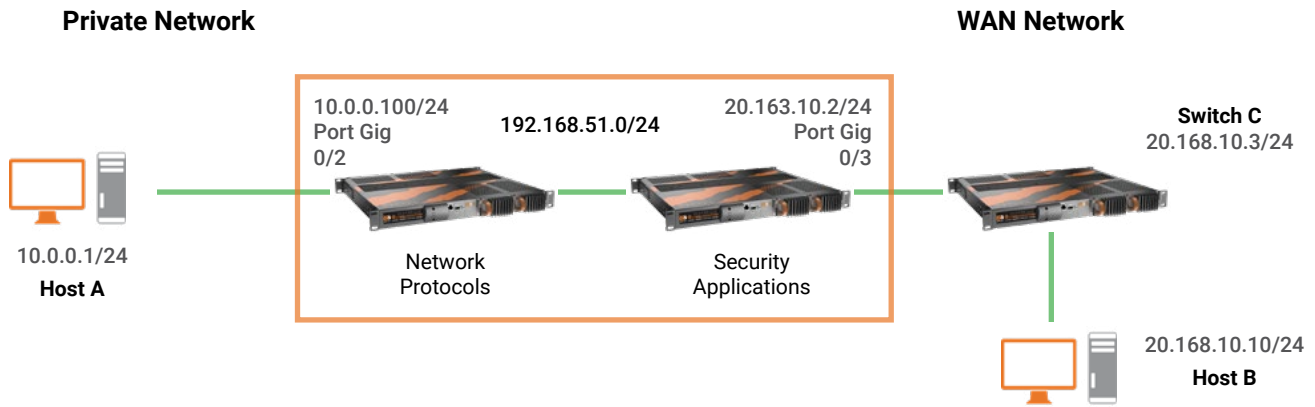 Private Network
WAN Network
10.0.0.100/24
Port Gig
0/2
192.168.51.0/24
20.163.10.2/24
Port Gig
0/3
Switch C
20.168.10.3/24
10.0.0.1/24
Host A
Network
Protocols
Security
Applications
20.168.10.10/24
Host B